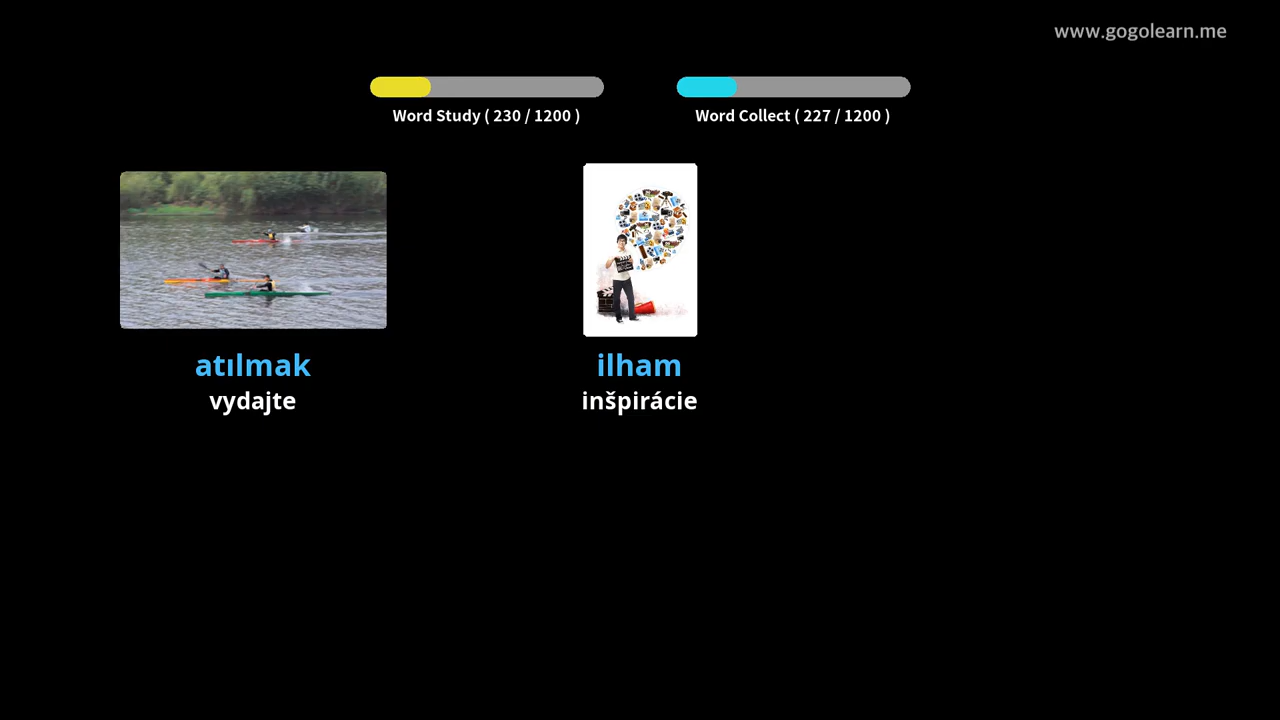 www.gogolearn.me
Word Study ( 230 / 1200 )
Word Collect ( 227 / 1200 )
atılmak
vydajte
ilham
inšpirácie